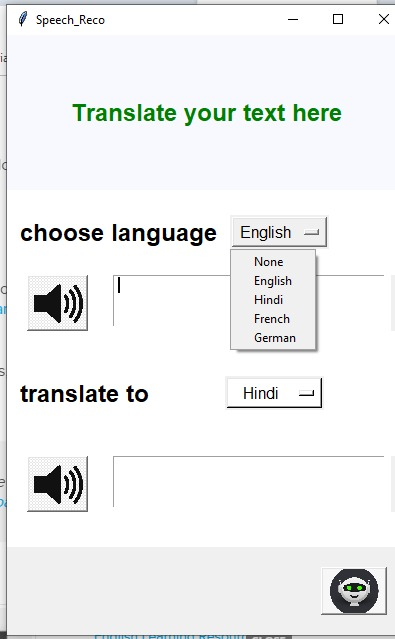 Speech_Reco
Translate your text here
choose language English
None
English
Hindi
French
German
translate to Hindi